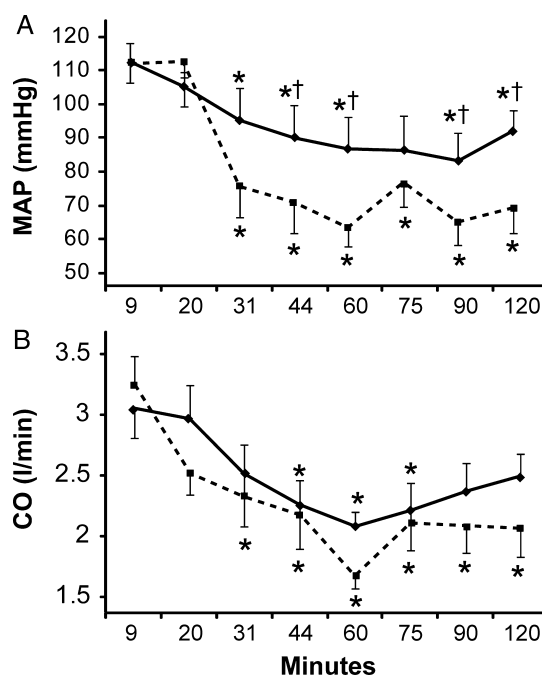 A
MAP (mmHg)
120
110
100
90
80
70
60
50
* *† *† *† *†
* * * * * *
9 20 31 44 60 75 90 120
B
CO (l/min)
3.5
3
2.5
2
1.5
* * *
* * * * * * *
9 20 31 44 60 75 90 120
Minutes